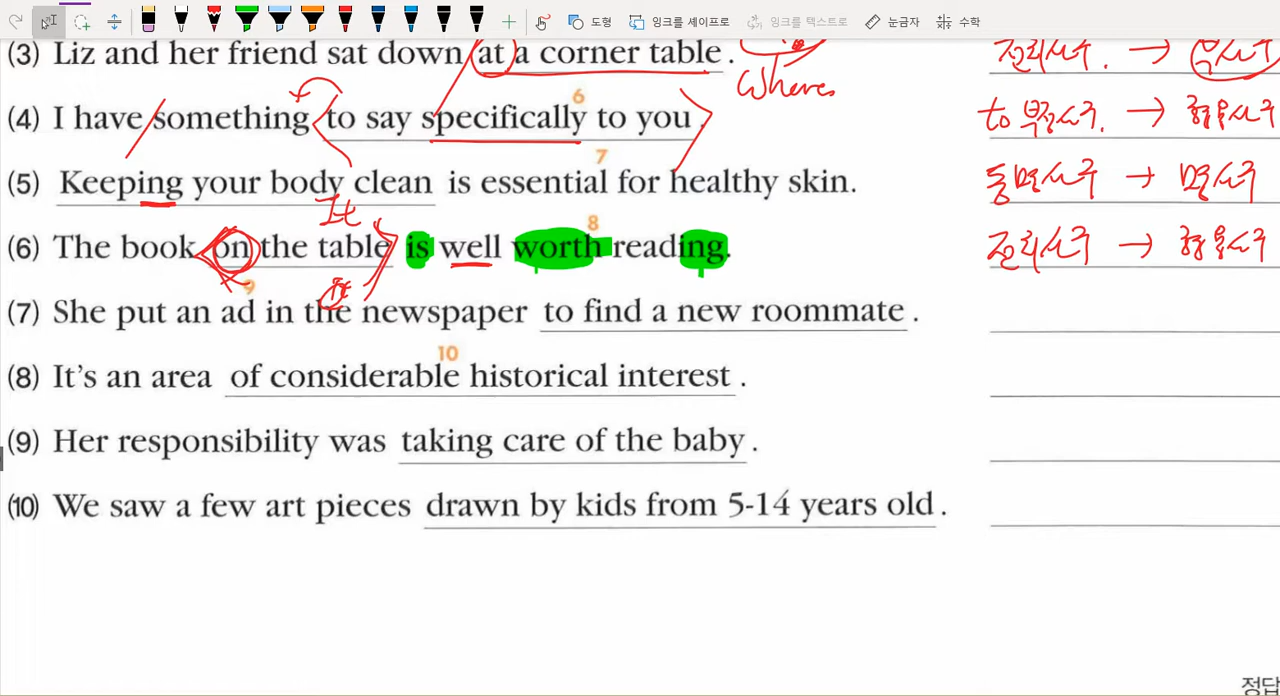 도형 잉크를 셰이프로 잉크를 텍스트로 눈금자 수학
(3) Liz and her friend sat down at a corner table. 전치사구. → 부사구
Where
(4) I have something to say specifically to you to 부정사구. → 형용사구
6
7
(5) Keeping your body clean is essential for healthy skin. 동명사구 → 명사구
It
8
(6) The book on the table is well worth reading. 전치사구 → 형용사구
9
(7) She put an ad in the newspaper to find a new roommate.
10
(8) It's an area of considerable historical interest.
(9) Her responsibility was taking care of the baby.
(10) We saw a few art pieces drawn by kids from 5-14 years old.
정답